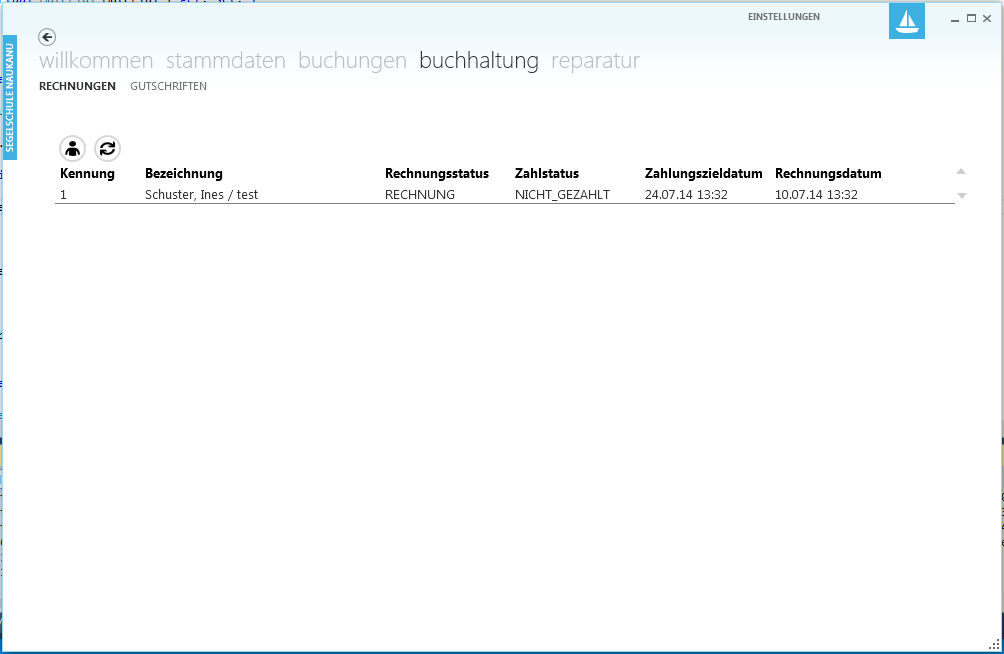 EINSTELLUNGEN
SEGELSCHULE NAUKANU
willkommen stammdaten buchungen buchhaltung reparatur
RECHNUNGEN GUTSCHRIFTEN
Kennung Bezeichnung Rechnungsstatus Zahlstatus Zahlungszieldatum Rechnungsdatum
1 Schuster, Ines / test RECHNUNG NICHT_GEZAHLT 24.07.14 13:32 10.07.14 13:32